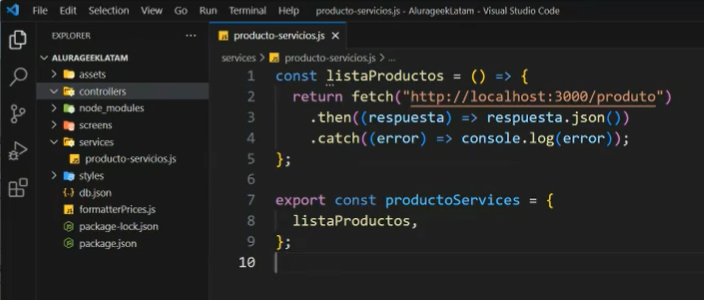 File Edit Selection View Go Run Terminal Help producto-servicios.js - AlurageekLatam - Visual Studio Code
EXPLORER
ALURAGEEKLATAM
assets
controllers
node_modules
screens
services
producto-servicios.js
styles
db.json
formatterPrices.js
package-lock.json
package.json
producto-servicios.js
services > producto-servicios.js > ...
1 const listaProductos = () => {
2 return fetch("http://localhost:3000/produto")
3 .then((respuesta) => respuesta.json())
4 .catch((error) => console.log(error));
5 };
6
7 export const productoServices = {
8 listaProductos,
9 };
10